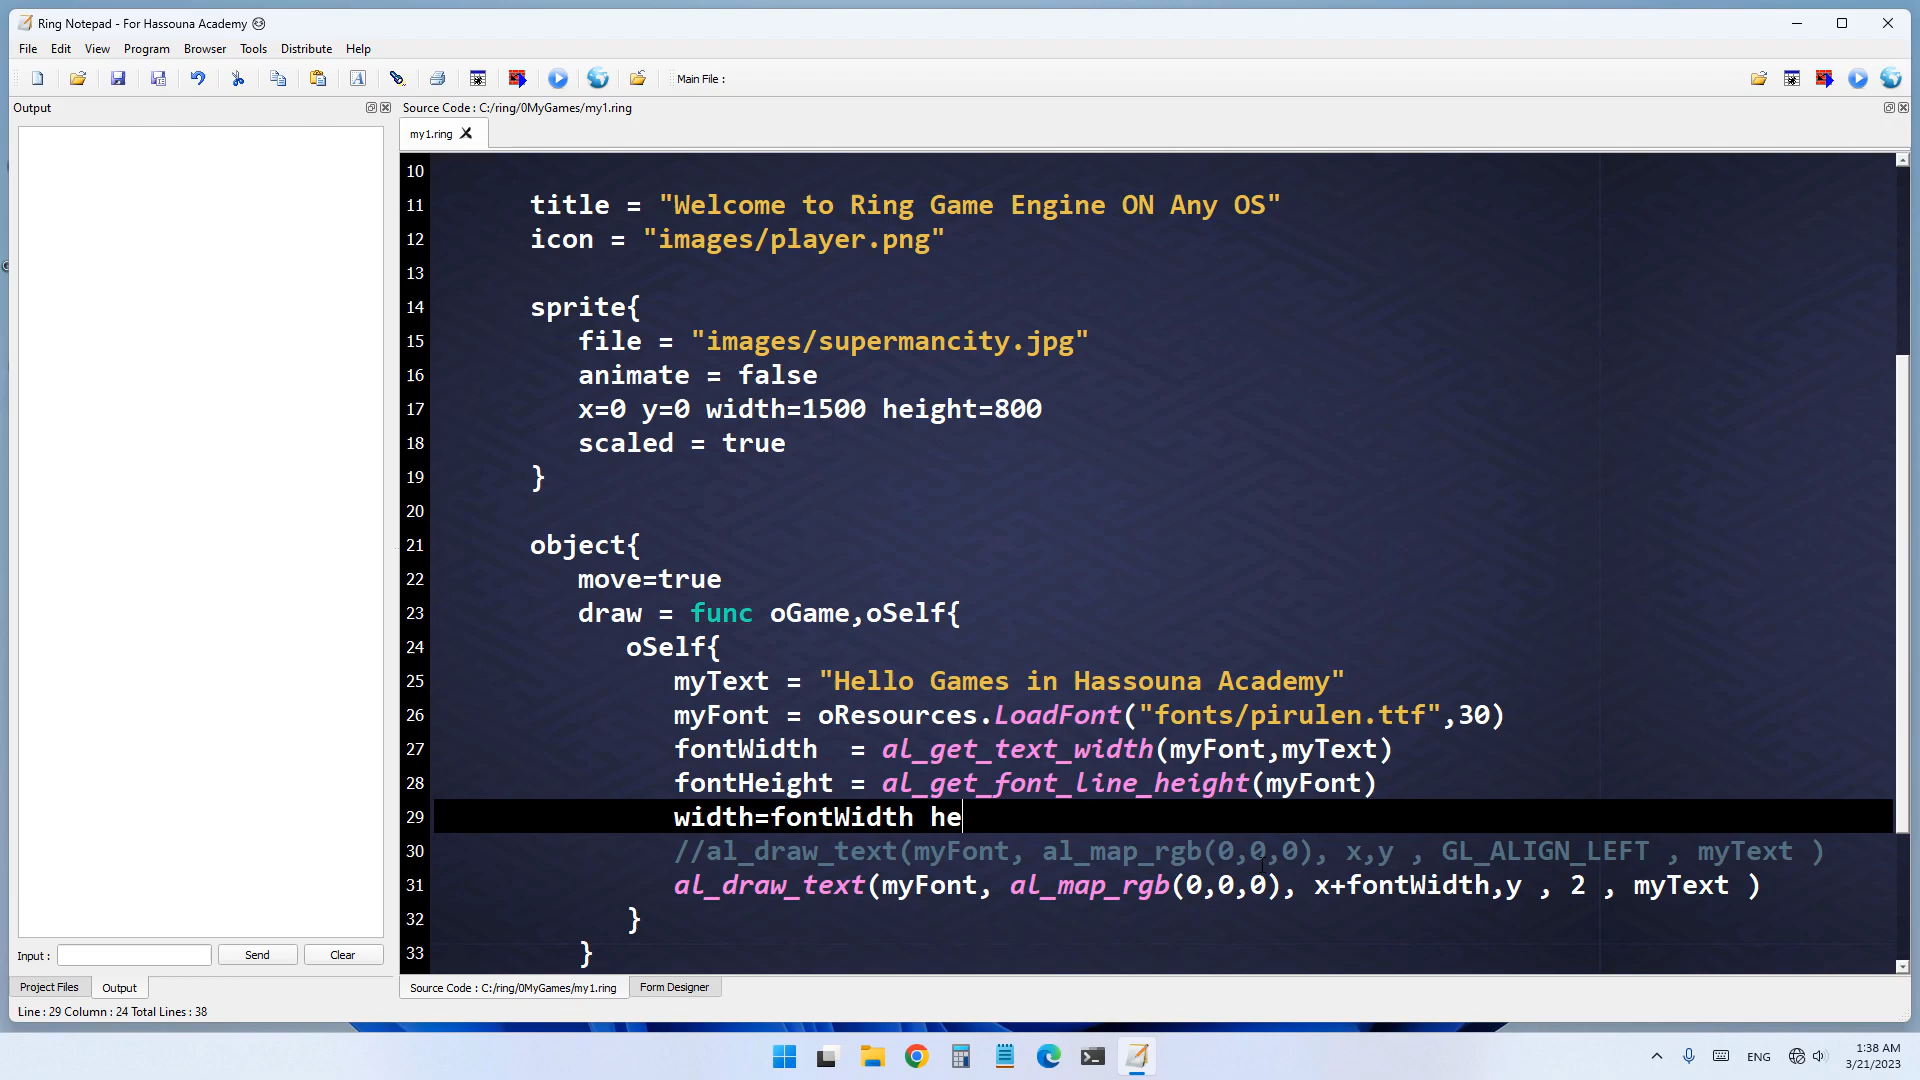 Ring Notepad - For Hassouna Academy
File Edit View Program Browser Tools Distribute Help
Main File :
Output
Source Code : C:/ring/0MyGames/my1.ring
my1.ring
10
11 title = "Welcome to Ring Game Engine ON Any OS"
12 icon = "images/player.png"
13
14 sprite{
15 file = "images/supermancity.jpg"
16 animate = false
17 x=0 y=0 width=1500 height=800
18 scaled = true
19 }
20
21 object{
22 move=true
23 draw = func oGame,oSelf{
24 oSelf{
25 myText = "Hello Games in Hassouna Academy"
26 myFont = oResources.LoadFont("fonts/pirulen.ttf",30)
27 fontWidth  = al_get_text_width(myFont,myText)
28 fontHeight = al_get_font_line_height(myFont)
29 width=fontWidth he
30 //al_draw_text(myFont, al_map_rgb(0,0,0), x,y , GL_ALIGN_LEFT , myText )
31 al_draw_text(myFont, al_map_rgb(0,0,0), x+fontWidth,y , 2 , myText )
32 }
33 }
Input :
Send
Clear
Project Files
Output
Source Code : C:/ring/0MyGames/my1.ring
Form Designer
Line : 29 Column : 24 Total Lines : 38
ENG
1:38 AM
3/21/2023